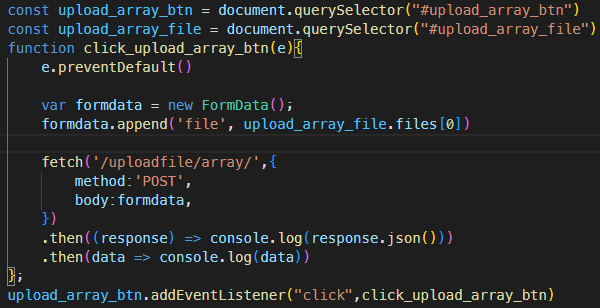 const upload_array_btn = document.querySelector("#upload_array_btn")
const upload_array_file = document.querySelector("#upload_array_file")
function click_upload_array_btn(e){
    e.preventDefault()
    var formdata = new FormData();
    formdata.append('file', upload_array_file.files[0])
    fetch('/uploadfile/array/',{
        method:'POST',
        body:formdata,
    })
    .then((response) => console.log(response.json()))
    .then(data => console.log(data))
};
upload_array_btn.addEventListener("click",click_upload_array_btn)